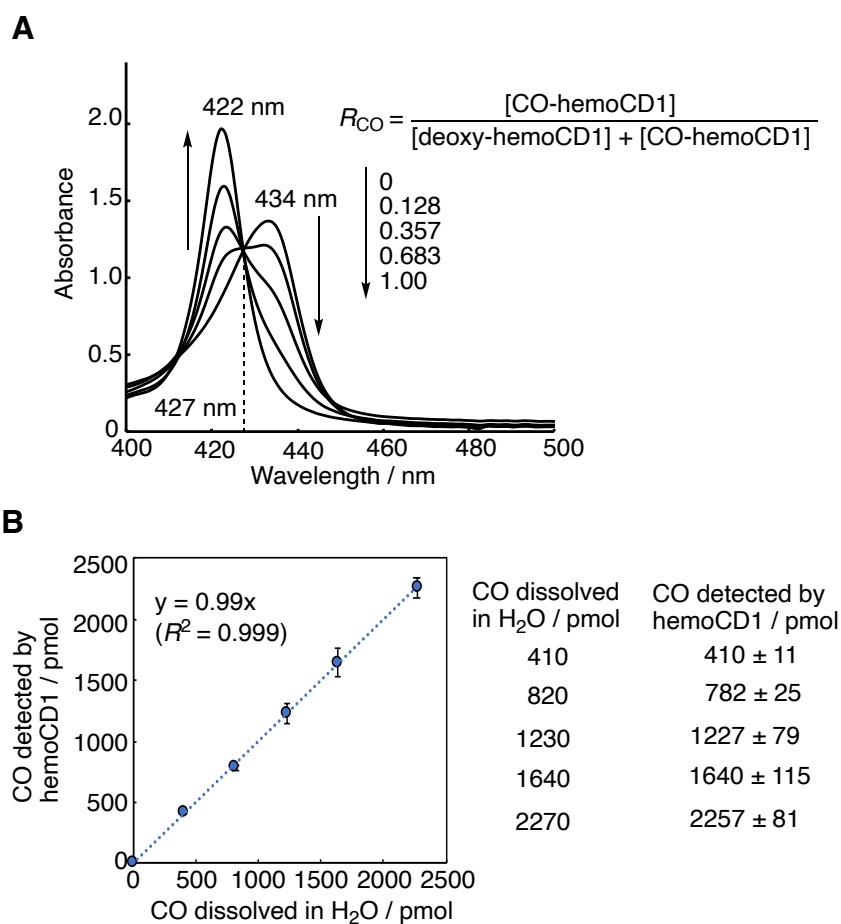 A
422 nm
R_CO = [CO-hemoCD1] / [deoxy-hemoCD1] + [CO-hemoCD1]
434 nm
0
0.128
0.357
0.683
1.00
427 nm
2.0
1.5
1.0
0.5
0
Absorbance
400 420 440 460 480 500
Wavelength / nm
B
y = 0.99x
(R² = 0.999)
2500
2000
1500
1000
500
0
CO detected by
hemoCD1 / pmol
0 500 1000 1500 2000 2500
CO dissolved in H₂O / pmol
CO dissolved CO detected by
in H₂O / pmol hemoCD1 / pmol
410 410 ± 11
820 782 ± 25
1230 1227 ± 79
1640 1640 ± 115
2270 2257 ± 81